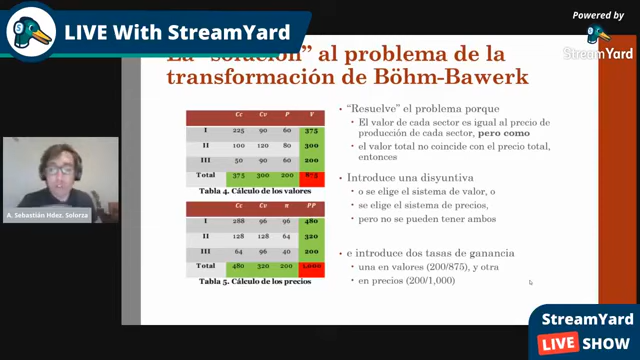 LIVE With StreamYard
Powered by
StreamYard
La "solución" al problema de la
transformación de Böhm-Bawerk
Cc Cv P V
I 225 90 60 375
II 100 120 80 300
III 50 90 60 200
Total 375 300 200 875
Tabla 4. Cálculo de los valores
Cc Cv π PP
I 288 96 96 480
II 128 128 64 320
III 64 96 40 200
Total 480 320 200 1,000
Tabla 5. Cálculo de los precios
"Resuelve" el problema porque
El valor de cada sector es igual al precio de
producción de cada sector, pero como
el valor total no coincide con el precio total,
entonces
Introduce una disyuntiva
o se elige el sistema de valor, o
se elige el sistema de precios,
pero no se pueden tener ambos
e introduce dos tasas de ganancia
una en valores (200/875), y otra
en precios (200/1,000)
A. Sebastián Hdez. Solorza
StreamYard
LIVE SHOW